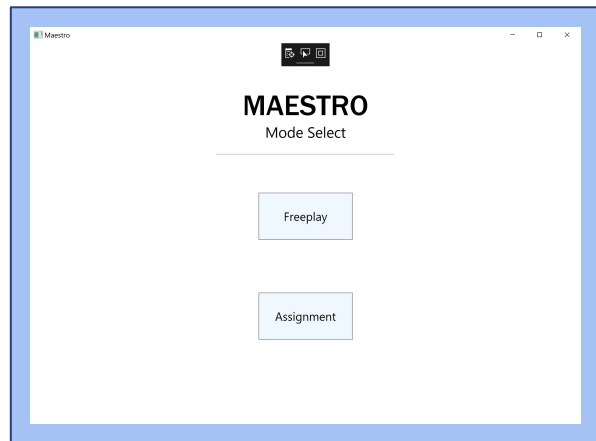 Maestro
MAESTRO
Mode Select
Freeplay
Assignment